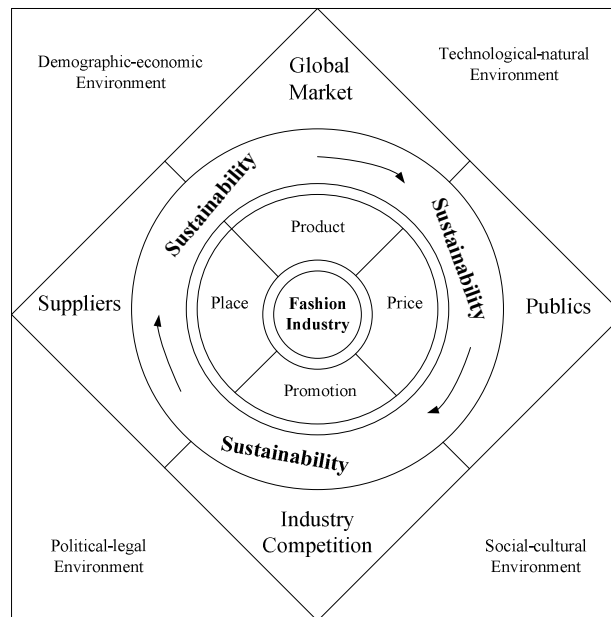 Demographic-economic
Environment
Global
Market
Technological-natural
Environment
Sustainability
Sustainability
Product
Suppliers
Place
Fashion
Industry
Price
Publics
Promotion
Sustainability
Industry
Competition
Political-legal
Environment
Social-cultural
Environment